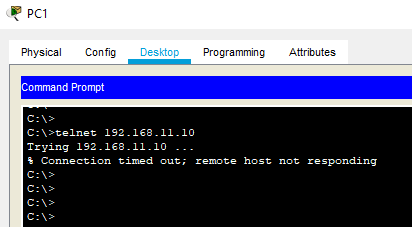 PC1
Physical Config Desktop Programming Attributes
Command Prompt
C:\>
C:\>telnet 192.168.11.10
Trying 192.168.11.10 ...
% Connection timed out; remote host not responding
C:\>
C:\>
C:\>
C:\>